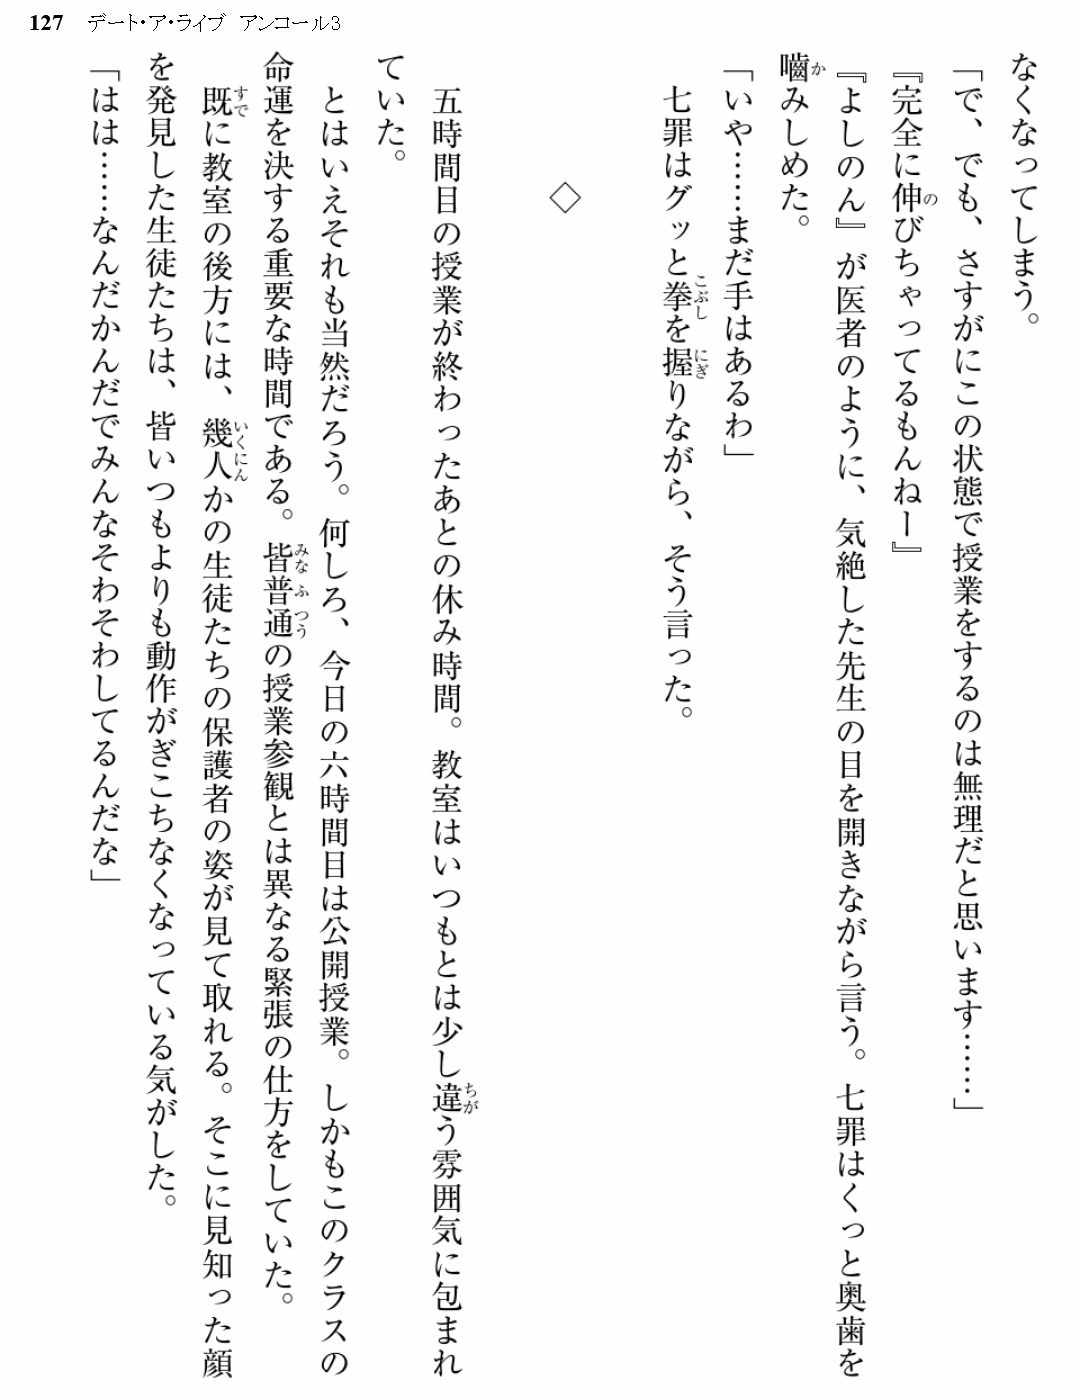 127 デート・ア・ライブ アンコール3
なくなってしまう。
「で、でも、さすがにこの状態で授業をするのは無理だと思います……」
『完全に伸びちゃってるもんねー』
『よしのん』が医者のように、気絶した先生の目を開きながら言う。七罪はくっと奥歯を
嚙みしめた。
「いや……まだ手はあるわ」
七罪はグッと拳を握りながら、そう言った。
◇
五時間目の授業が終わったあとの休み時間。教室はいつもとは少し違う雰囲気に包まれ
ていた。
とはいえそれも当然だろう。何しろ、今日の六時間目は公開授業。しかもこのクラスの
命運を決する重要な時間である。皆普通の授業参観とは異なる緊張の仕方をしていた。
既に教室の後方には、幾人かの生徒たちの保護者の姿が見て取れる。そこに見知った顔
を発見した生徒たちは、皆いつもよりも動作がぎこちなくなっている気がした。
「はは……なんだかんだでみんなそわそわしてるんだな」